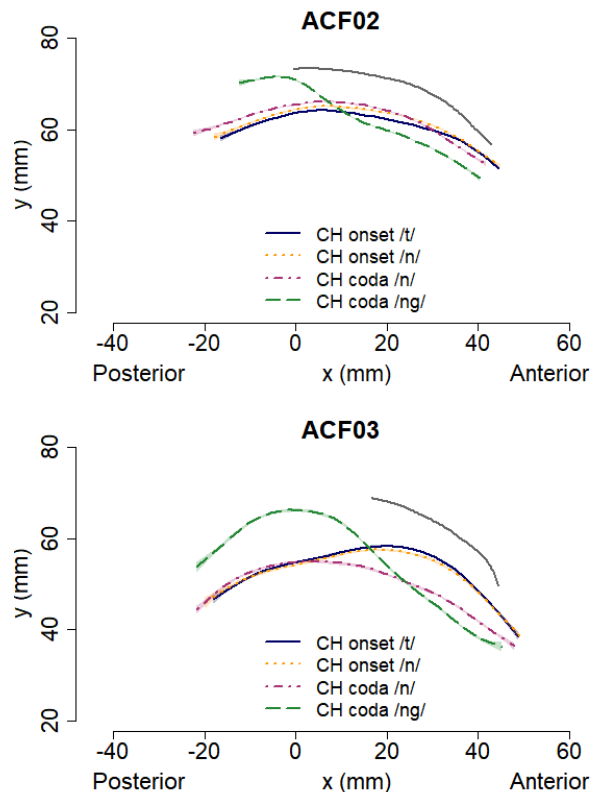 ACF02
80
60
40
20
y (mm)
CH onset /t/
CH onset /n/
CH coda /n/
CH coda /ng/
-40 -20 0 20 40 60
Posterior x (mm) Anterior
ACF03
80
60
40
20
y (mm)
CH onset /t/
CH onset /n/
CH coda /n/
CH coda /ng/
-40 -20 0 20 40 60
Posterior x (mm) Anterior